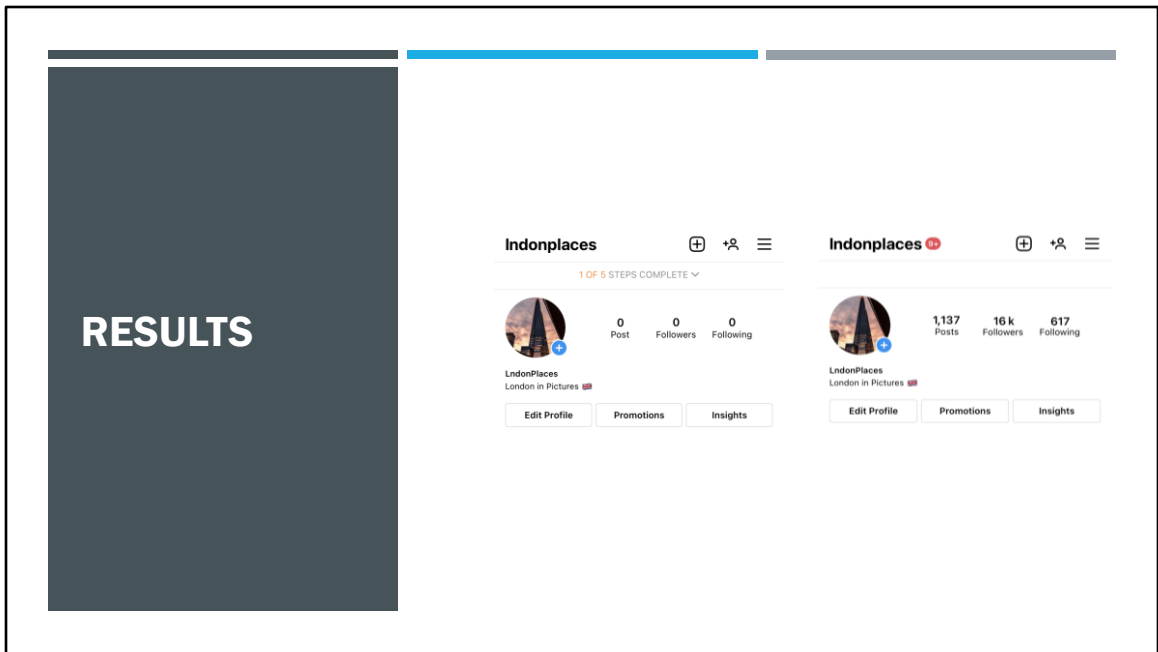 RESULTS
lndonplaces
1 OF 5 STEPS COMPLETE
0 0 0
Post Followers Following
LndonPlaces
London in Pictures 🇬🇧
Edit Profile Promotions Insights
lndonplaces 9+
1,137 16 k 617
Posts Followers Following
LndonPlaces
London in Pictures 🇬🇧
Edit Profile Promotions Insights